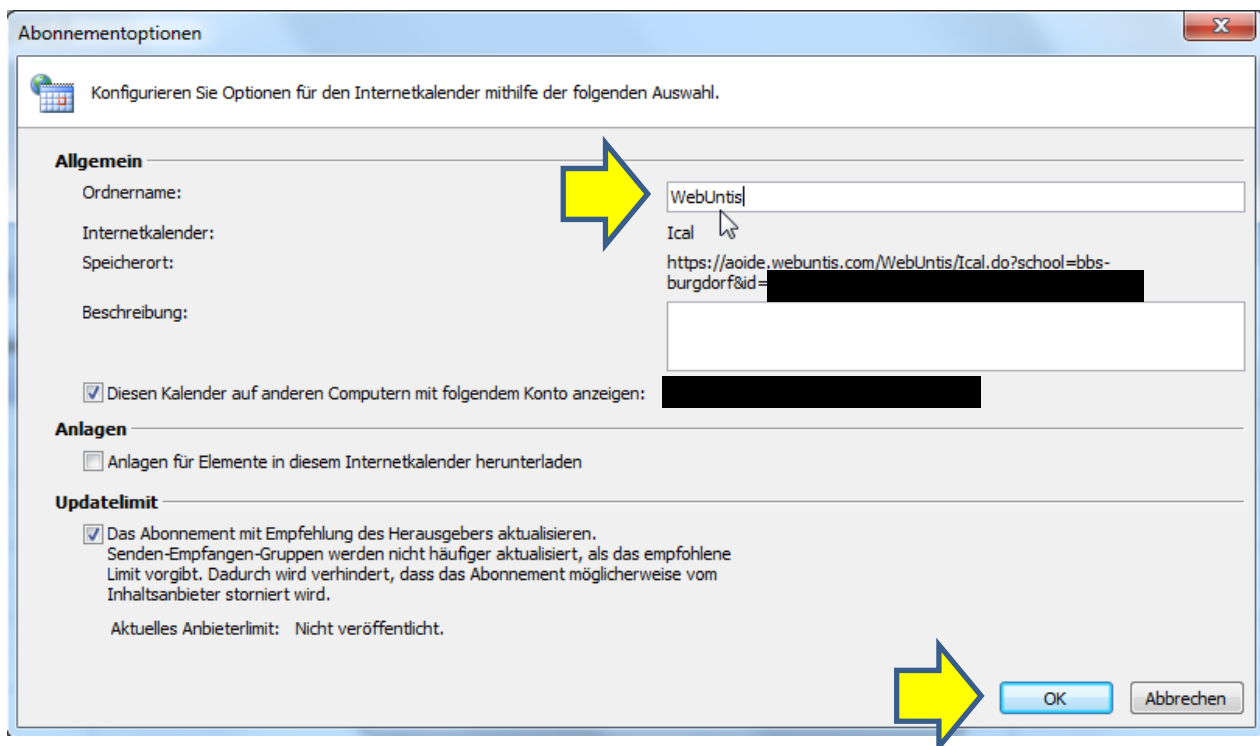 Abonnementoptionen
Konfigurieren Sie Optionen für den Internetkalender mithilfe der folgenden Auswahl.
Allgemein
Ordnername:
WebUntis
Internetkalender:
Ical
Speicherort:
https://aoide.webuntis.com/WebUntis/Ical.do?school=bbs-
burgdorf&id=
Beschreibung:
Diesen Kalender auf anderen Computern mit folgendem Konto anzeigen:
Anlagen
Anlagen für Elemente in diesem Internetkalender herunterladen
Updatelimit
Das Abonnement mit Empfehlung des Herausgebers aktualisieren.
Senden-Empfangen-Gruppen werden nicht häufiger aktualisiert, als das empfohlene
Limit vorgibt. Dadurch wird verhindert, dass das Abonnement möglicherweise vom
Inhaltsanbieter storniert wird.
Aktuelles Anbieterlimit: Nicht veröffentlicht.
OK
Abbrechen